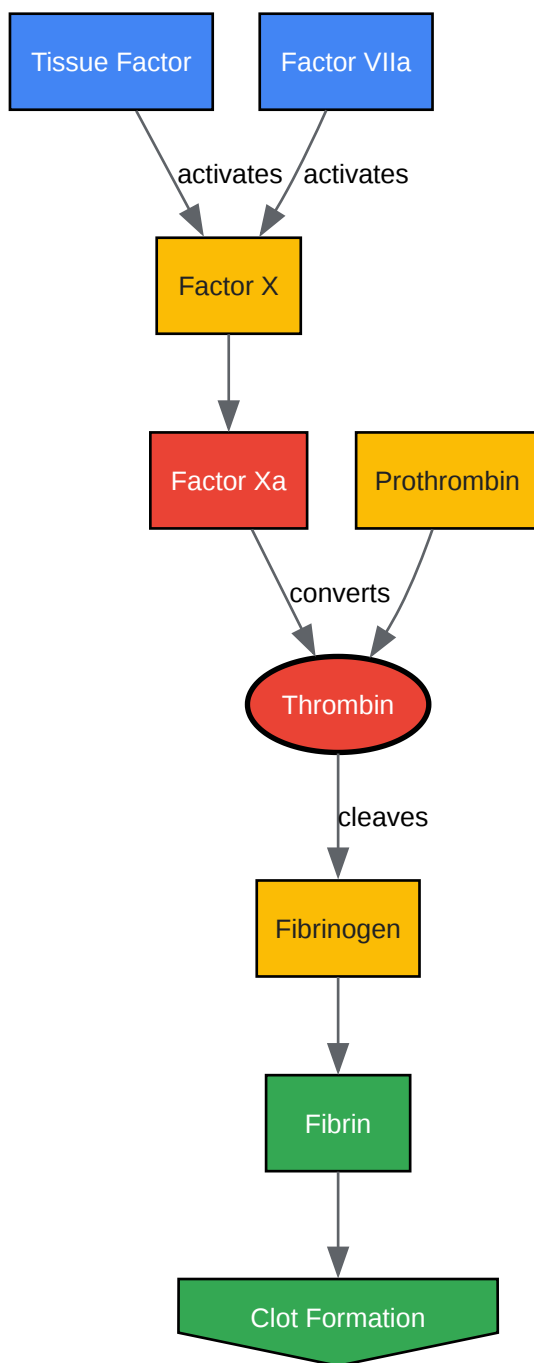 Tissue Factor
Factor VIIa
activates
activates
Factor X
Factor Xa
Prothrombin
converts
Thrombin
cleaves
Fibrinogen
Fibrin
Clot Formation